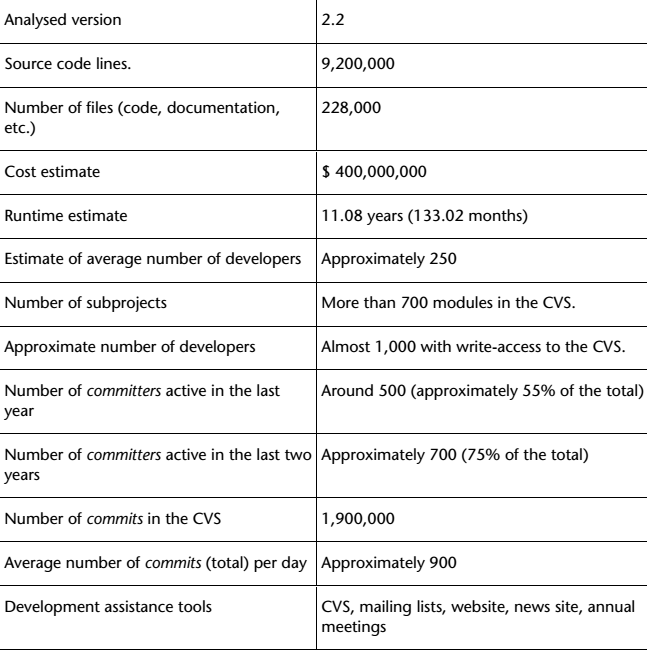 Analysed version 2.2
Source code lines. 9,200,000
Number of files (code, documentation, 228,000
etc.)
Cost estimate $ 400,000,000
Runtime estimate 11.08 years (133.02 months)
Estimate of average number of developers Approximately 250
Number of subprojects More than 700 modules in the CVS.
Approximate number of developers Almost 1,000 with write-access to the CVS.
Number of committers active in the last Around 500 (approximately 55% of the total)
year
Number of committers active in the last two Approximately 700 (75% of the total)
years
Number of commits in the CVS 1,900,000
Average number of commits (total) per day Approximately 900
Development assistance tools CVS, mailing lists, website, news site, annual
meetings